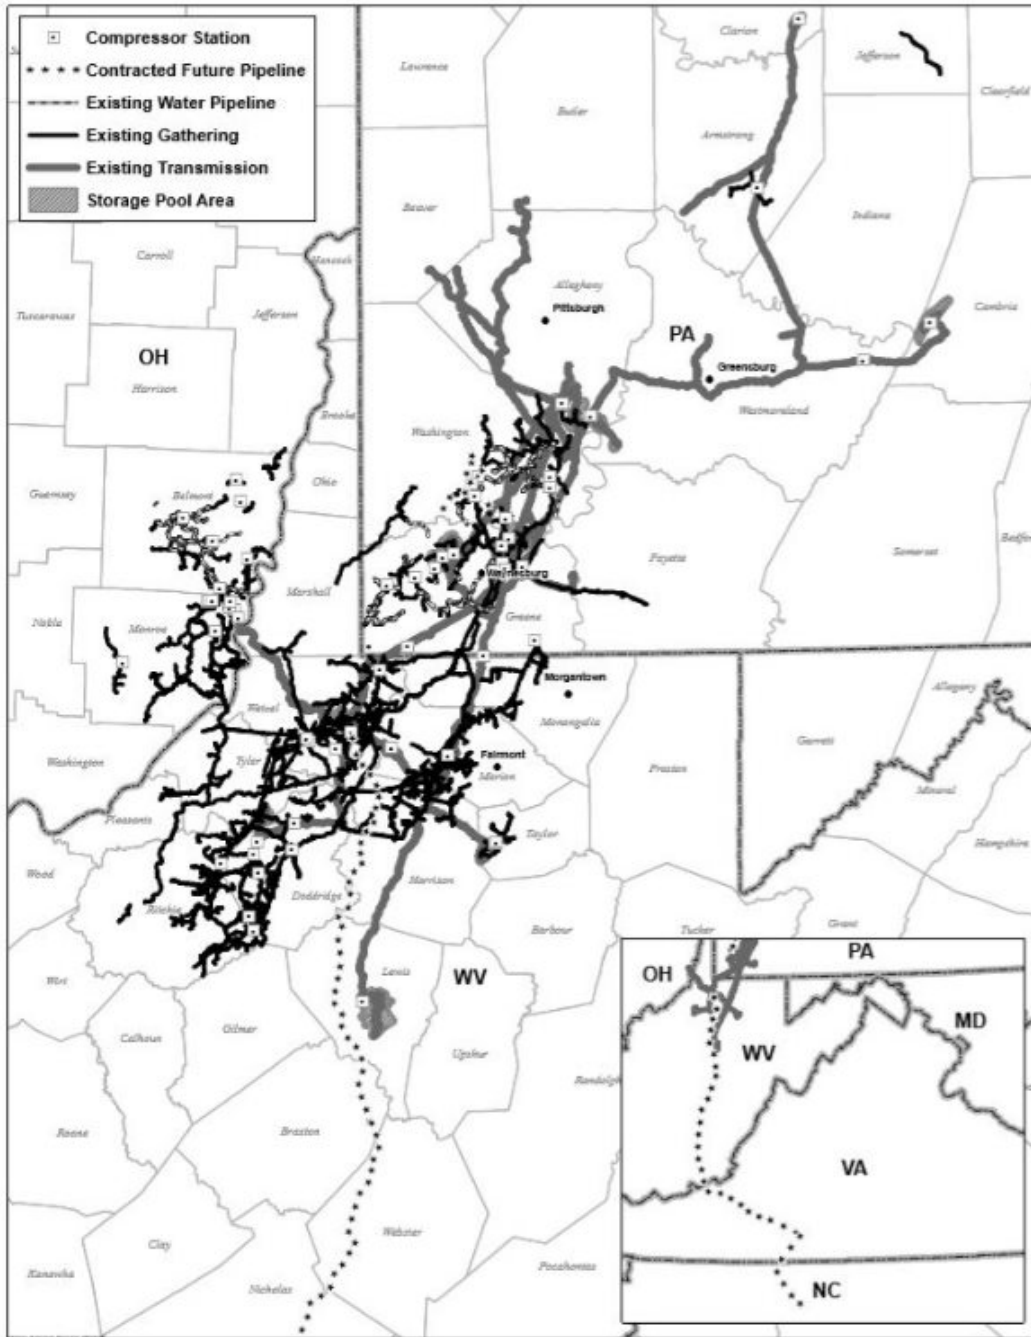 Compressor Station
Contracted Future Pipeline
Existing Water Pipeline
Existing Gathering
Existing Transmission
Storage Pool Area
Clarion
Jefferson
Lawrence
Clearfield
Butler
Armstrong
Beaver
Indiana
Carroll
Hancock
Allegheny
Tuscarawas
Jefferson
Pittsburgh
Cambria
OH
PA
Harrison
Greensburg
Brooke
Westmoreland
Washington
Guernsey
Belmont
Ohio
Fayette
Somerset
Marshall
Waynesburg
Noble
Monroe
Greene
Morgantown
Allegany
Wetzel
Monongalia
Garrett
Washington
Tyler
Fairmont
Marion
Preston
Mineral
Pleasants
Taylor
Hampshire
Wood
Doddridge
Harrison
Ritchie
Barbour
Tucker
Grant
Wirt
Lewis
WV
Gilmer
Calhoun
Upshur
Randolph
Roane
Braxton
Webster
Clay
Kanawha
Nicholas
Pocahontas
OH
PA
MD
WV
VA
NC